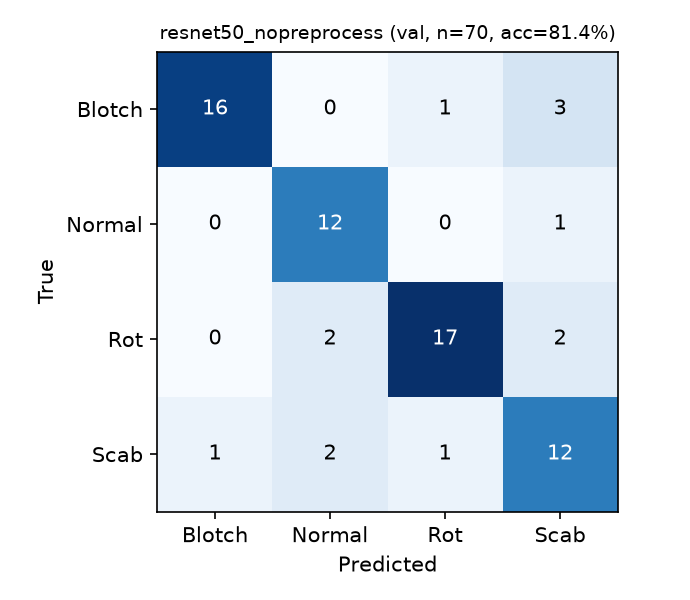 resnet50_nopreprocess (val, n=70, acc=81.4%)
Blotch 16 0 1 3
Normal 0 12 0 1
True
Rot 0 2 17 2
Scab 1 2 1 12
Blotch Normal Rot Scab
Predicted